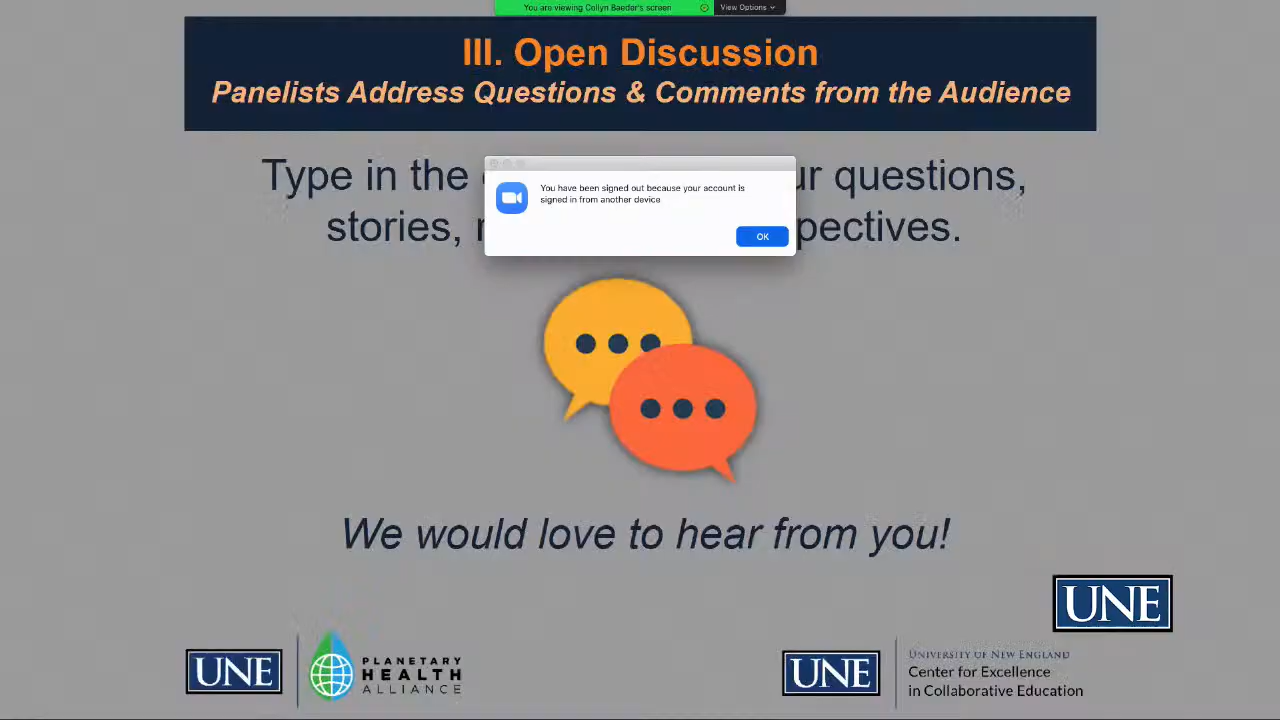 You are viewing Collyn Baeder's screen
View Options
III. Open Discussion
Panelists Address Questions & Comments from the Audience
Type in the ur questions,
You have been signed out because your account is
signed in from another device
stories, pectives.
OK
We would love to hear from you!
UNE
UNE
PLANETARY
HEALTH
ALLIANCE
UNE
UNIVERSITY OF NEW ENGLAND
Center for Excellence
in Collaborative Education